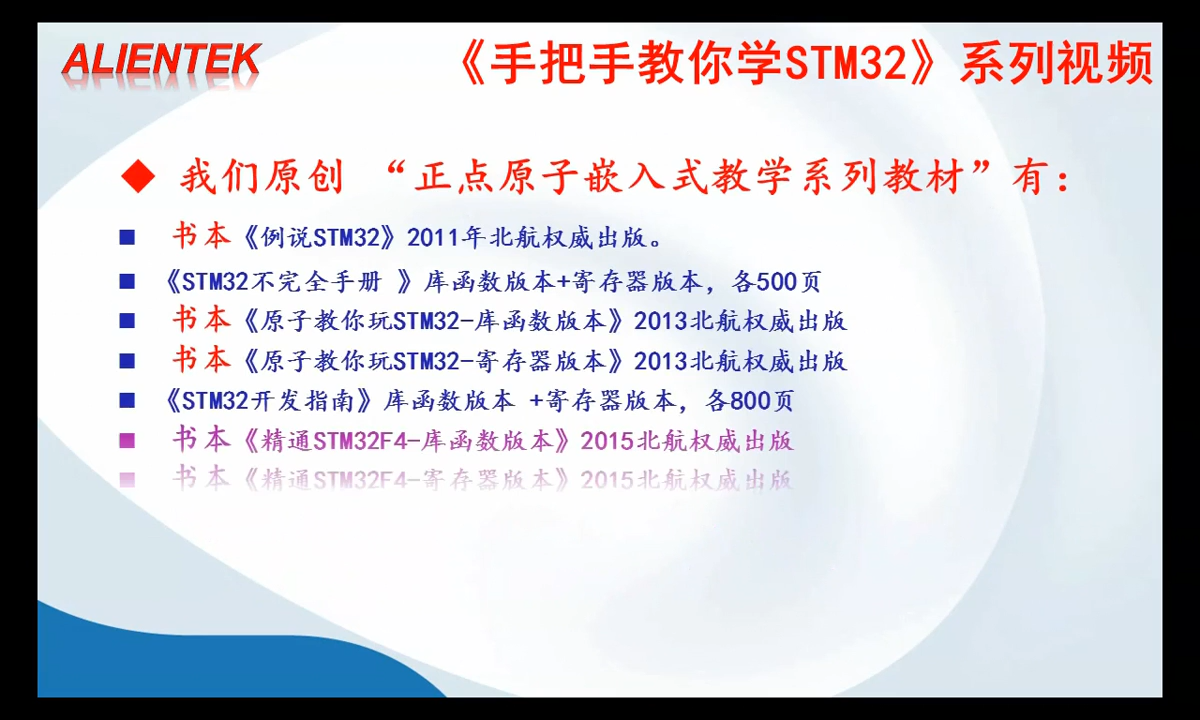 ALIENTEK
《手把手教你学STM32》系列视频
我们原创 “正点原子嵌入式教学系列教材”有：
书本《例说STM32》2011年北航权威出版。
《STM32不完全手册 》库函数版本+寄存器版本，各500页
书本《原子教你玩STM32-库函数版本》2013北航权威出版
书本《原子教你玩STM32-寄存器版本》2013北航权威出版
《STM32开发指南》库函数版本 +寄存器版本，各800页
书本《精通STM32F4-库函数版本》2015北航权威出版
书本《精通STM32F4-寄存器版本》2015北航权威出版